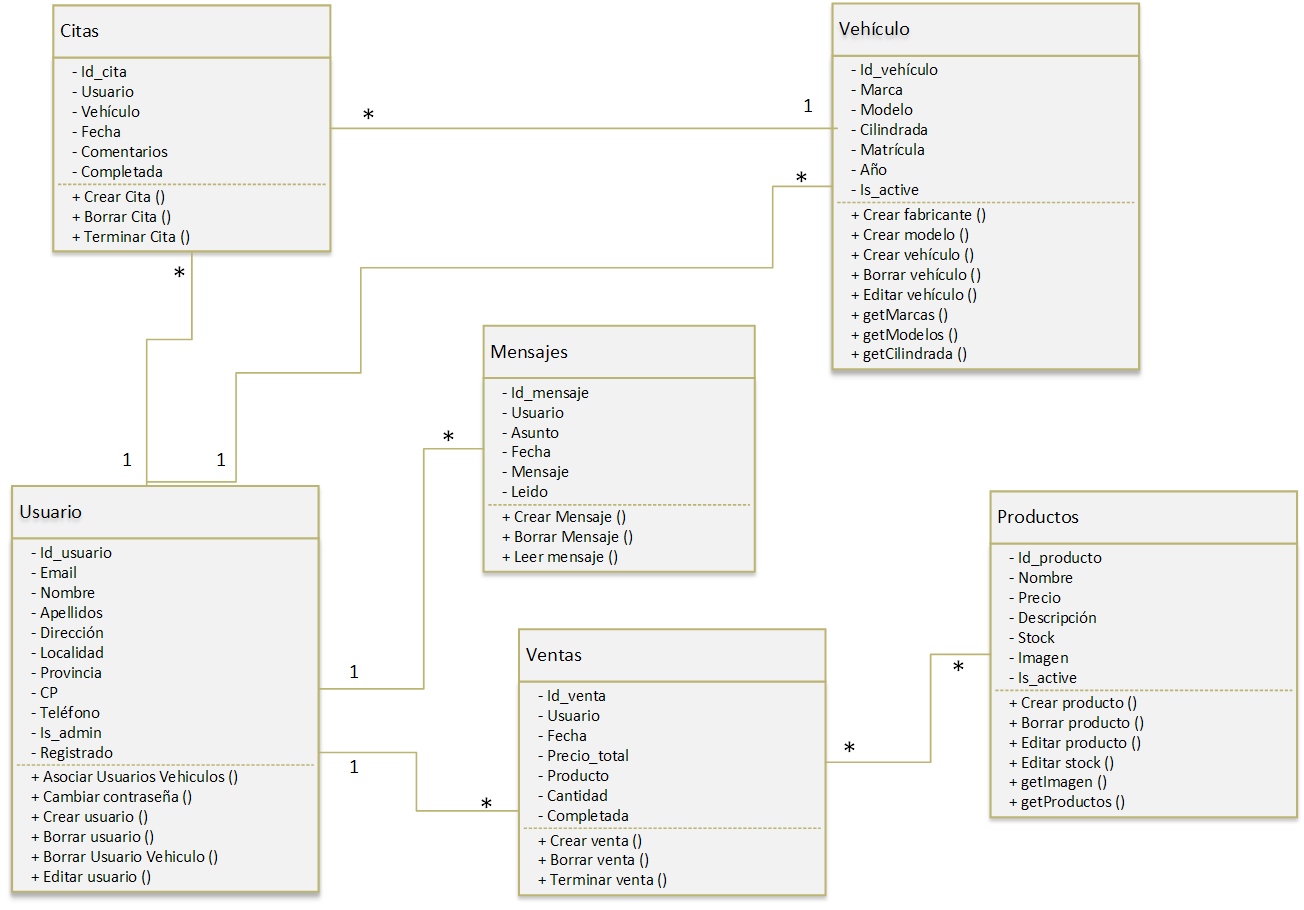 Citas
- Id_cita
- Usuario
- Vehículo
- Fecha
- Comentarios
- Completada
+ Crear Cita ()
+ Borrar Cita ()
+ Terminar Cita ()
*
1
*
*
1
1
Vehículo
- Id_vehículo
- Marca
- Modelo
- Cilindrada
- Matrícula
- Año
- Is_active
+ Crear fabricante ()
+ Crear modelo ()
+ Crear vehículo ()
+ Borrar vehículo ()
+ Editar vehículo ()
+ getMarcas ()
+ getModelos ()
+ getCilindrada ()
Mensajes
- Id_mensaje
- Usuario
- Asunto
- Fecha
- Mensaje
- Leido
+ Crear Mensaje ()
+ Borrar Mensaje ()
+ Leer mensaje ()
*
1
Usuario
- Id_usuario
- Email
- Nombre
- Apellidos
- Dirección
- Localidad
- Provincia
- CP
- Teléfono
- Is_admin
- Registrado
+ Asociar Usuarios Vehiculos ()
+ Cambiar contraseña ()
+ Crear usuario ()
+ Borrar usuario ()
+ Borrar Usuario Vehiculo ()
+ Editar usuario ()
1
*
Ventas
- Id_venta
- Usuario
- Fecha
- Precio_total
- Producto
- Cantidad
- Completada
+ Crear venta ()
+ Borrar venta ()
+ Terminar venta ()
*
*
Productos
- Id_producto
- Nombre
- Precio
- Descripción
- Stock
- Imagen
- Is_active
+ Crear producto ()
+ Borrar producto ()
+ Editar producto ()
+ Editar stock ()
+ getImagen ()
+ getProductos ()